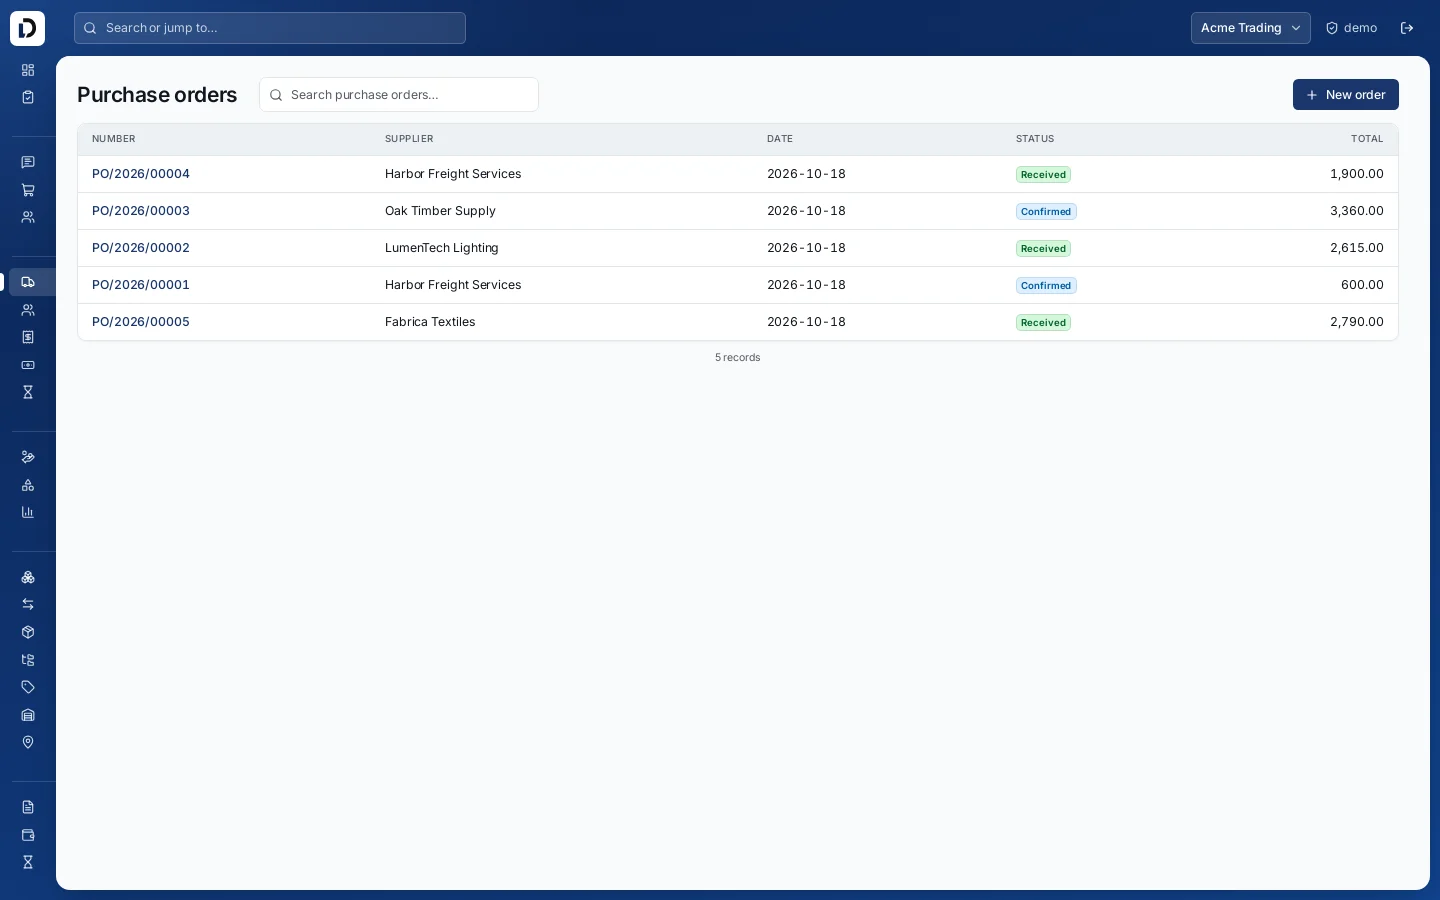 Search or jump to...
Acme Trading
demo
Purchase orders
Search purchase orders...
New order
NUMBER SUPPLIER DATE STATUS TOTAL
PO/2026/00004 Harbor Freight Services 2026-10-18 Received 1,900.00
PO/2026/00003 Oak Timber Supply 2026-10-18 Confirmed 3,360.00
PO/2026/00002 LumenTech Lighting 2026-10-18 Received 2,615.00
PO/2026/00001 Harbor Freight Services 2026-10-18 Confirmed 600.00
PO/2026/00005 Fabrica Textiles 2026-10-18 Received 2,790.00
5 records